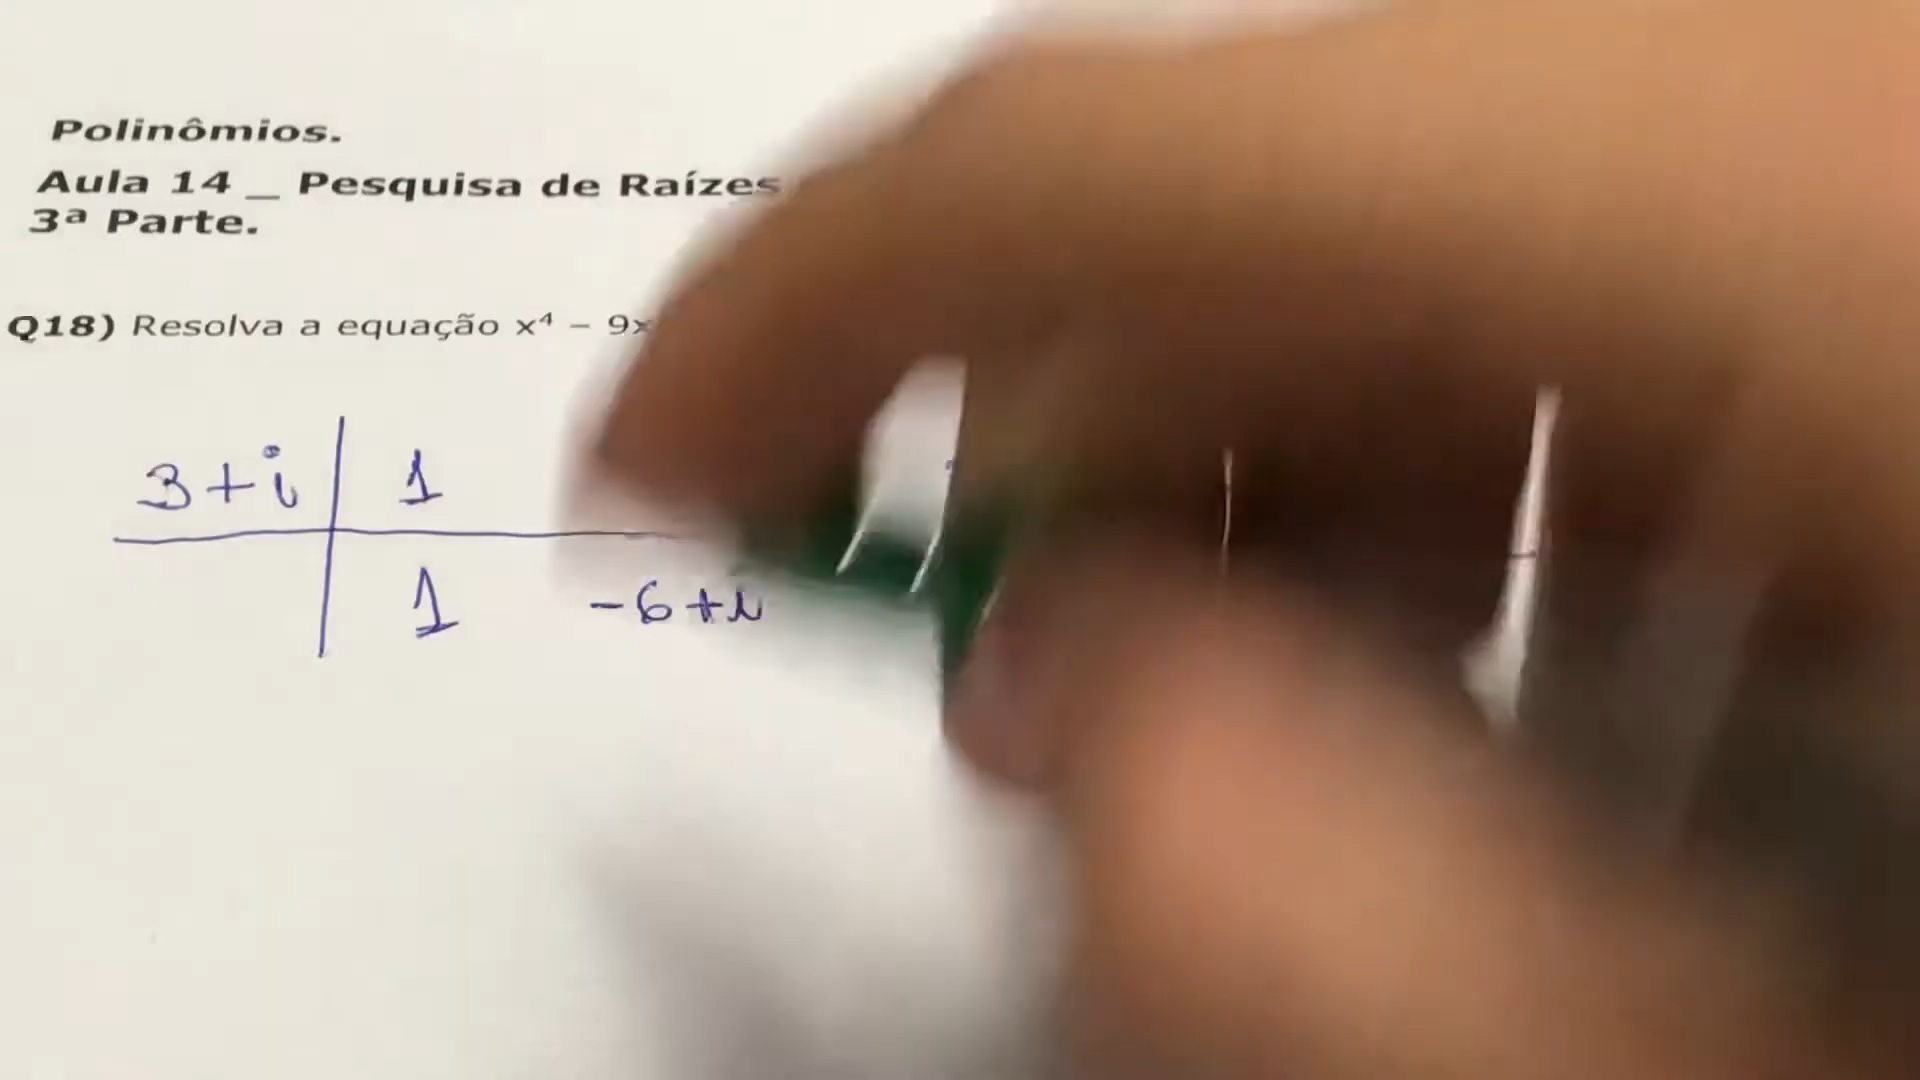 Polinômios.
Aula 14 _ Pesquisa de Raízes
3ª Parte.
Q18) Resolva a equação x⁴ – 9x
3+i 1
1 -6+i